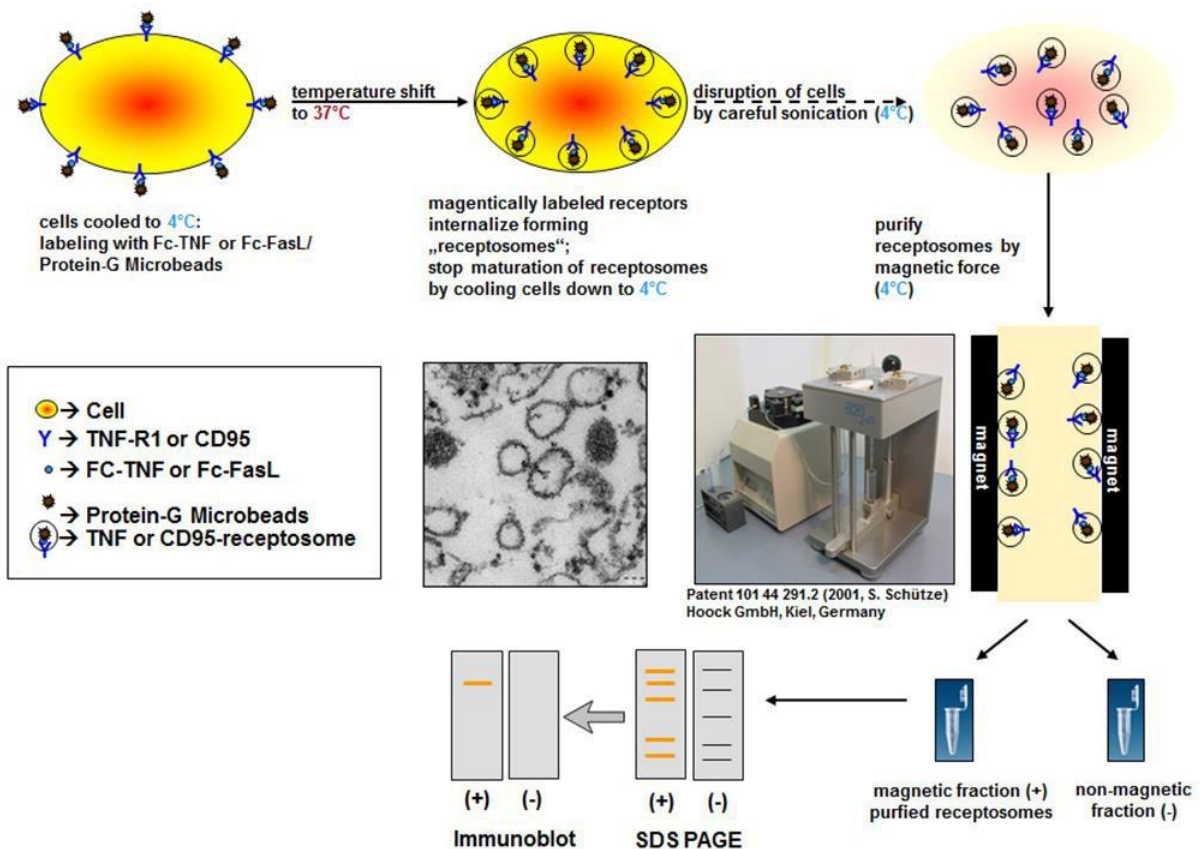 temperature shift
to 37°C
disruption of cells
by careful sonication (4°C)
cells cooled to 4°C:
labeling with Fc-TNF or Fc-FasL/
Protein-G Microbeads
magentically labeled receptors
internalize forming
„receptosomes“;
stop maturation of receptosomes
by cooling cells down to 4°C
purify
receptosomes by
magnetic force
(4°C)
→ Cell
Y → TNF-R1 or CD95
→ FC-TNF or Fc-FasL
→ Protein-G Microbeads
→ TNF or CD95-receptosome
Patent 101 44 291.2 (2001, S. Schütze)
Hoock GmbH, Kiel, Germany
magnet
magnet
(+) (-)
Immunoblot
(+) (-)
SDS PAGE
magnetic fraction (+)
purfied receptosomes
non-magnetic
fraction (-)